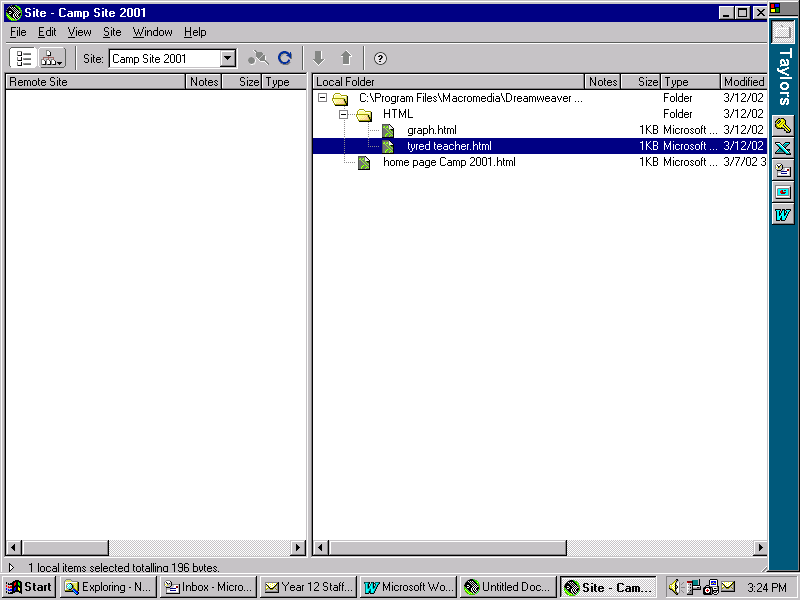 Site - Camp Site 2001
File Edit View Site Window Help
Site: Camp Site 2001
Remote Site Notes Size Type
Local Folder Notes Size Type Modified
C:\Program Files\Macromedia\Dreamweaver ... Folder 3/12/02
HTML Folder 3/12/02
graph.html 1KB Microsoft ... 3/12/02
tyred teacher.html 1KB Microsoft ... 3/12/02
home page Camp 2001.html 1KB Microsoft ... 3/7/02 3
Taylors
1 local items selected totalling 196 bytes.
Start Exploring - N... Inbox - Micro... Year 12 Staff... Microsoft Wo... Untitled Doc... Site - Cam... 3:24 PM